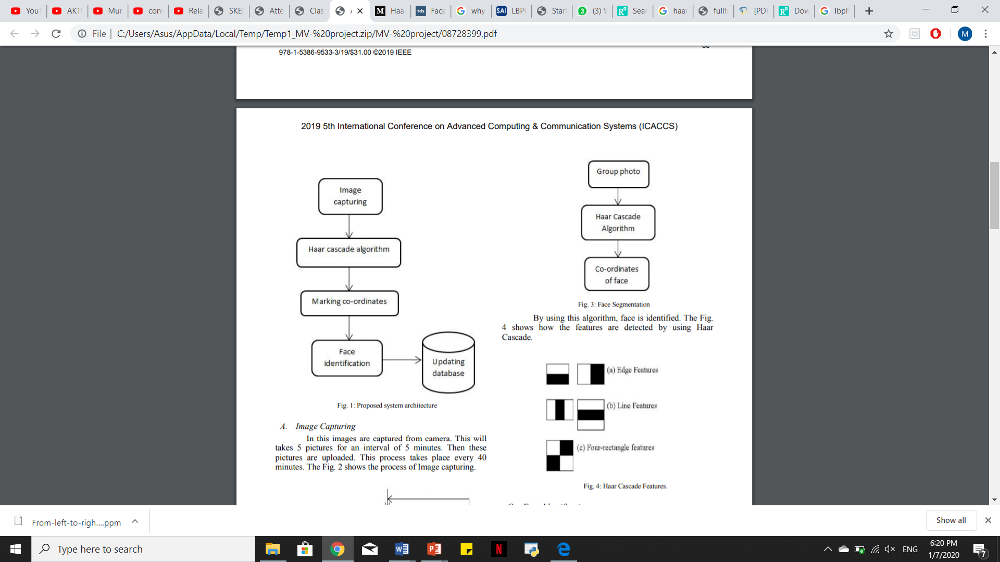 YouT
AKT
Mur
con
Rela
SKE
Atte
Clas
Haa
tds
Face
why
SAI
LBP
Star
(3) V
Sear
haar
fullt
[PDF
Dow
lbph
File
C:/Users/Asus/AppData/Local/Temp/Temp1_MV-%20project.zip/MV-%20project/08728399.pdf
M
978-1-5386-9533-3/19/$31.00 ©2019 IEEE
2019 5th International Conference on Advanced Computing & Communication Systems (ICACCS)
Image
capturing
Haar cascade algorithm
Marking co-ordinates
Face
identification
Updating
database
Fig. 1: Proposed system architecture
A. Image Capturing
In this images are captured from camera. This will
takes 5 pictures for an interval of 5 minutes. Then these
pictures are uploaded. This process takes place every 40
minutes. The Fig. 2 shows the process of Image capturing.
Group photo
Haar Cascade
Algorithm
Co-ordinates
of face
Fig. 3: Face Segmentation
By using this algorithm, face is identified. The Fig.
4 shows how the features are detected by using Haar
Cascade.
(a) Edge Features
(b) Line Features
(c) Four-rectangle features
Fig. 4: Haar Cascade Features.
From-left-to-righ....ppm
Show all
Type here to search
ENG
6:20 PM
1/7/2020
7